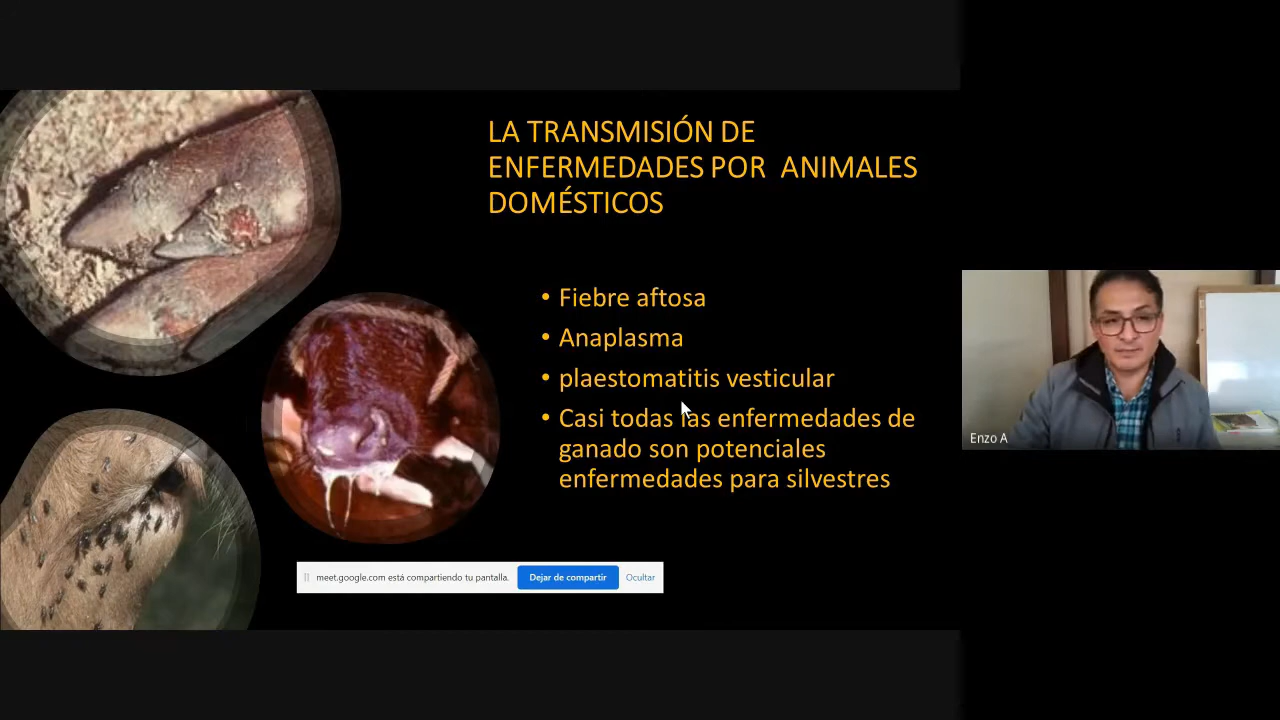 LA TRANSMISIÓN DE
ENFERMEDADES POR ANIMALES
DOMÉSTICOS
• Fiebre aftosa
• Anaplasma
• plaestomatitis vesticular
• Casi todas las enfermedades de
ganado son potenciales
enfermedades para silvestres
meet.google.com está compartiendo tu pantalla. Dejar de compartir Ocultar
Enzo A